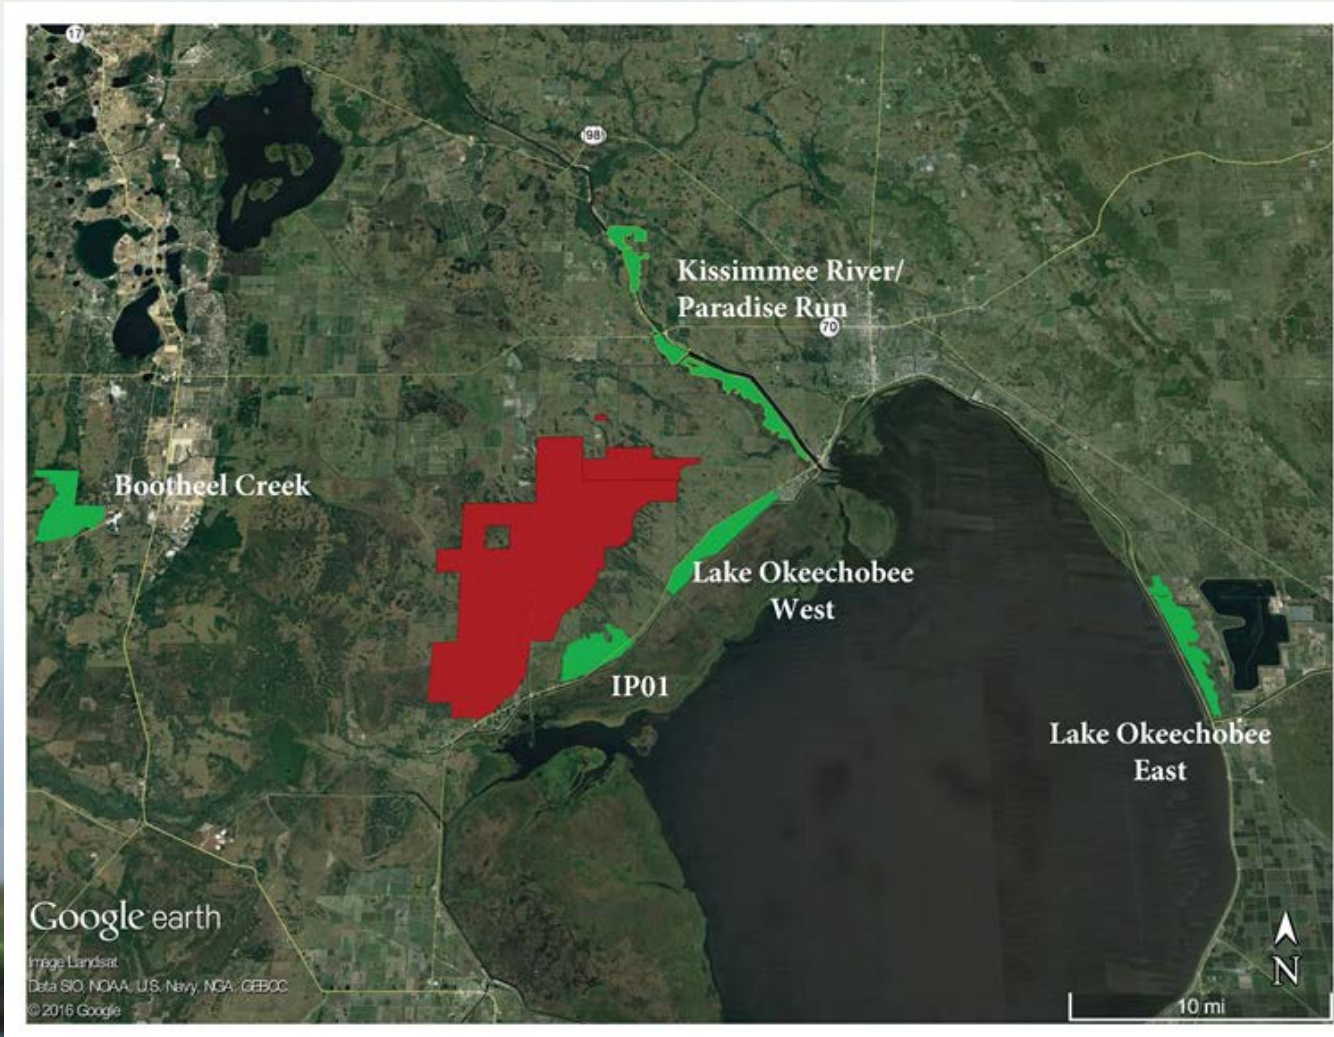 17
98
Kissimmee River/
Paradise Run
70
Bootheel Creek
Lake Okeechobee
West
IP01
Lake Okeechobee
East
Google earth
Image Landsat
Data SIO, NOAA, U.S. Navy, NGA, GEBCO
© 2016 Google
N
10 mi